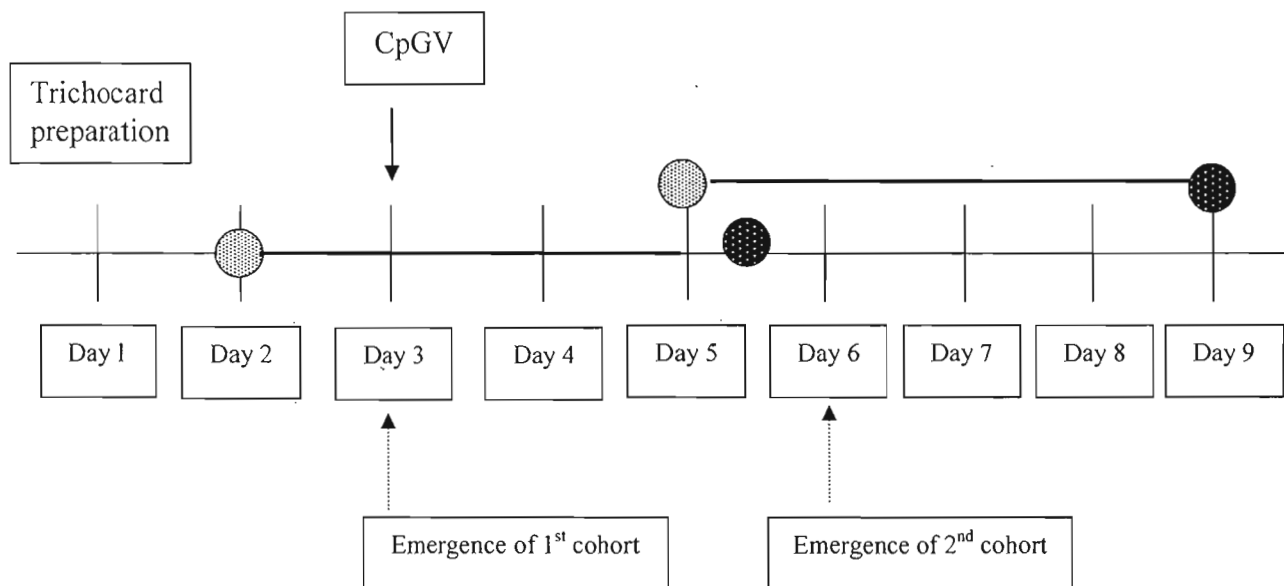 CpGV
Trichocard
preparation
Day 1
Day 2
Day 3
Day 4
Day 5
Day 6
Day 7
Day 8
Day 9
Emergence of 1st cohort
Emergence of 2nd cohort